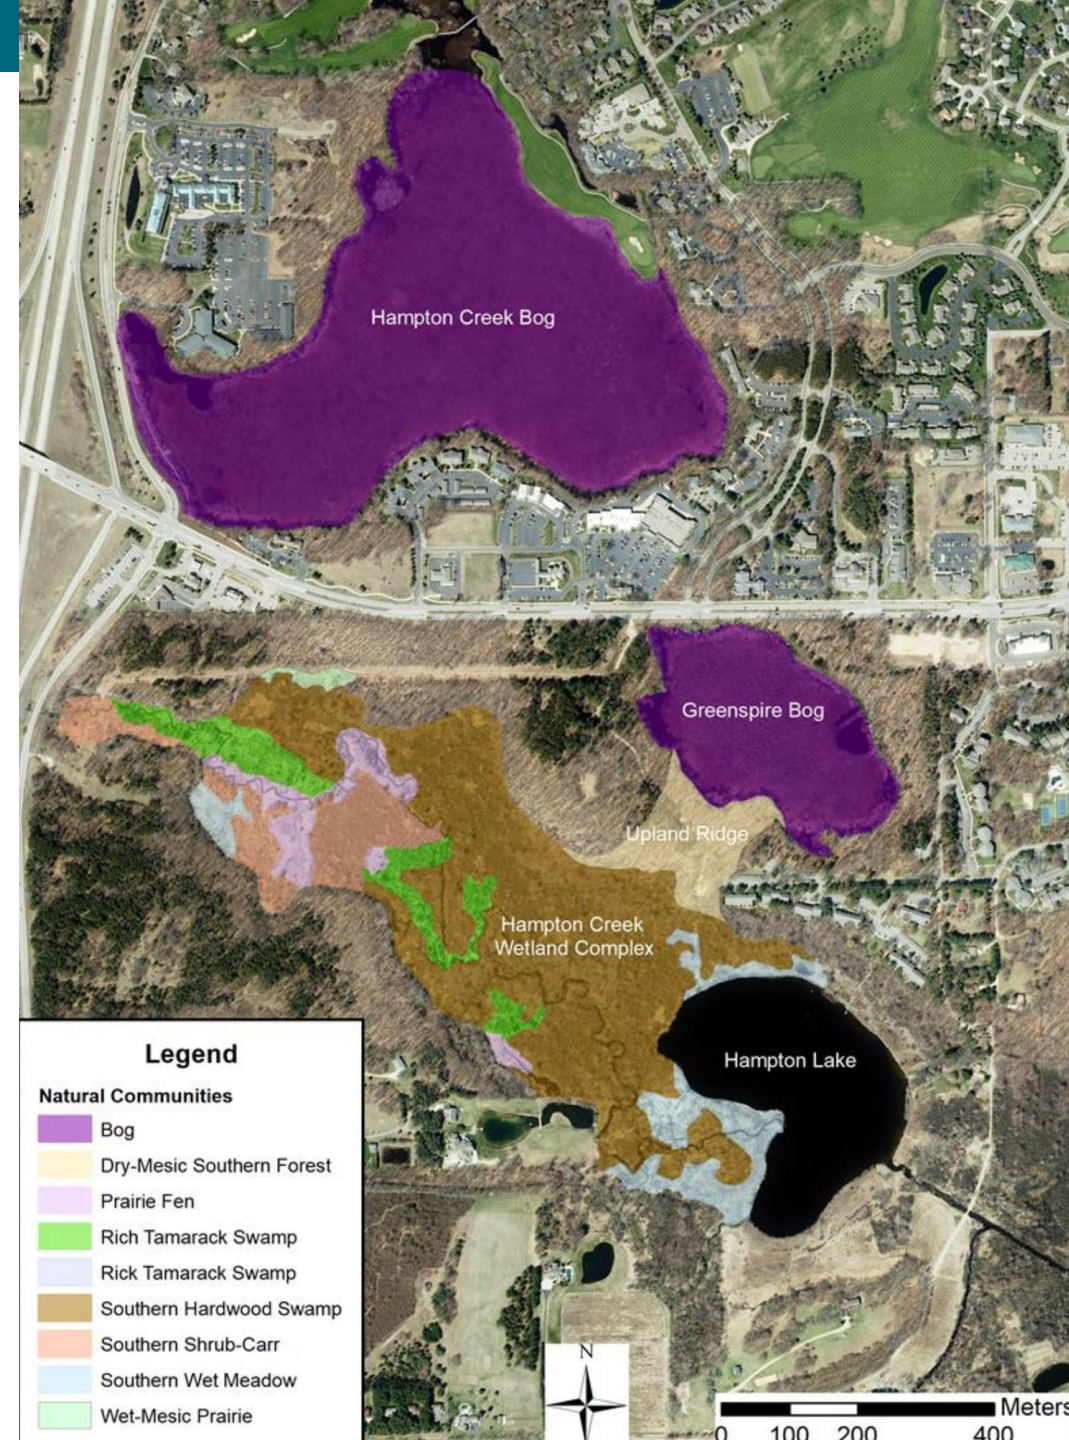 Hampton Creek Bog
Greenspire Bog
Upland Ridge
Hampton Creek
Wetland Complex
Hampton Lake
Legend
Natural Communities
Bog
Dry-Mesic Southern Forest
Prairie Fen
Rich Tamarack Swamp
Rick Tamarack Swamp
Southern Hardwood Swamp
Southern Shrub-Carr
Southern Wet Meadow
Wet-Mesic Prairie
N
Meters
0 100 200 400